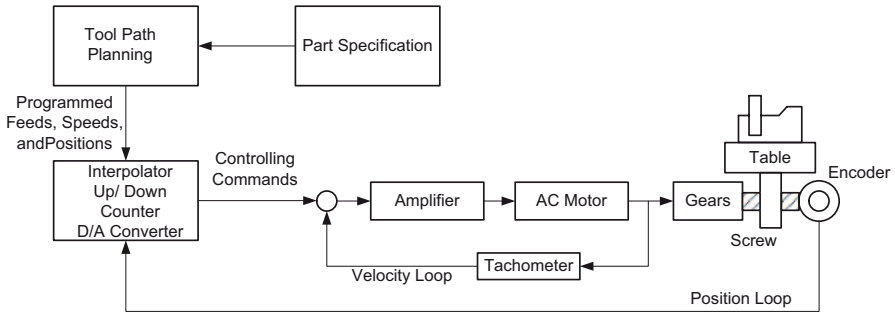 Tool Path
Planning
Part Specification
Programmed
Feeds, Speeds,
andPositions
Interpolator
Up/ Down
Counter
D/A Converter
Controlling
Commands
Amplifier
AC Motor
Gears
Table
Encoder
Screw
Tachometer
Velocity Loop
Position Loop